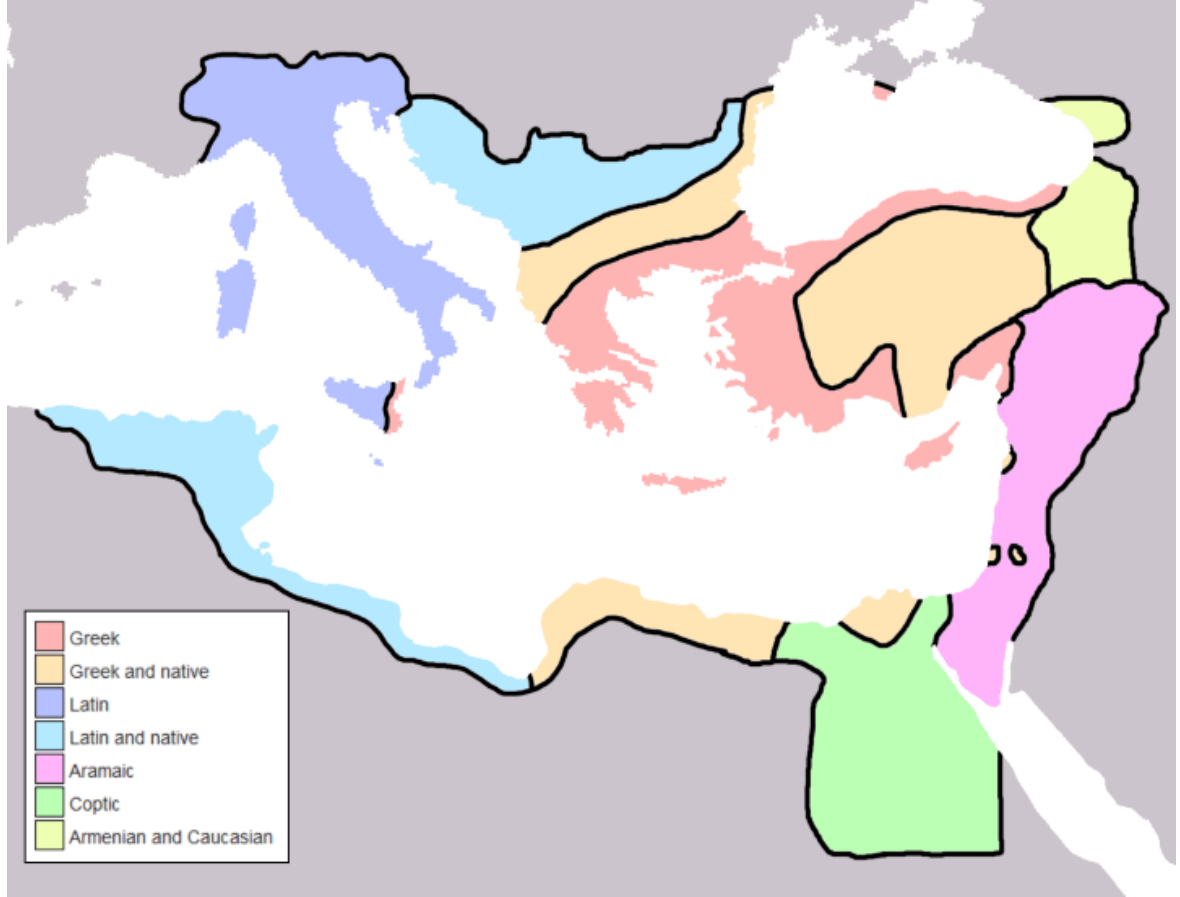 Greek
Greek and native
Latin
Latin and native
Aramaic
Coptic
Armenian and Caucasian